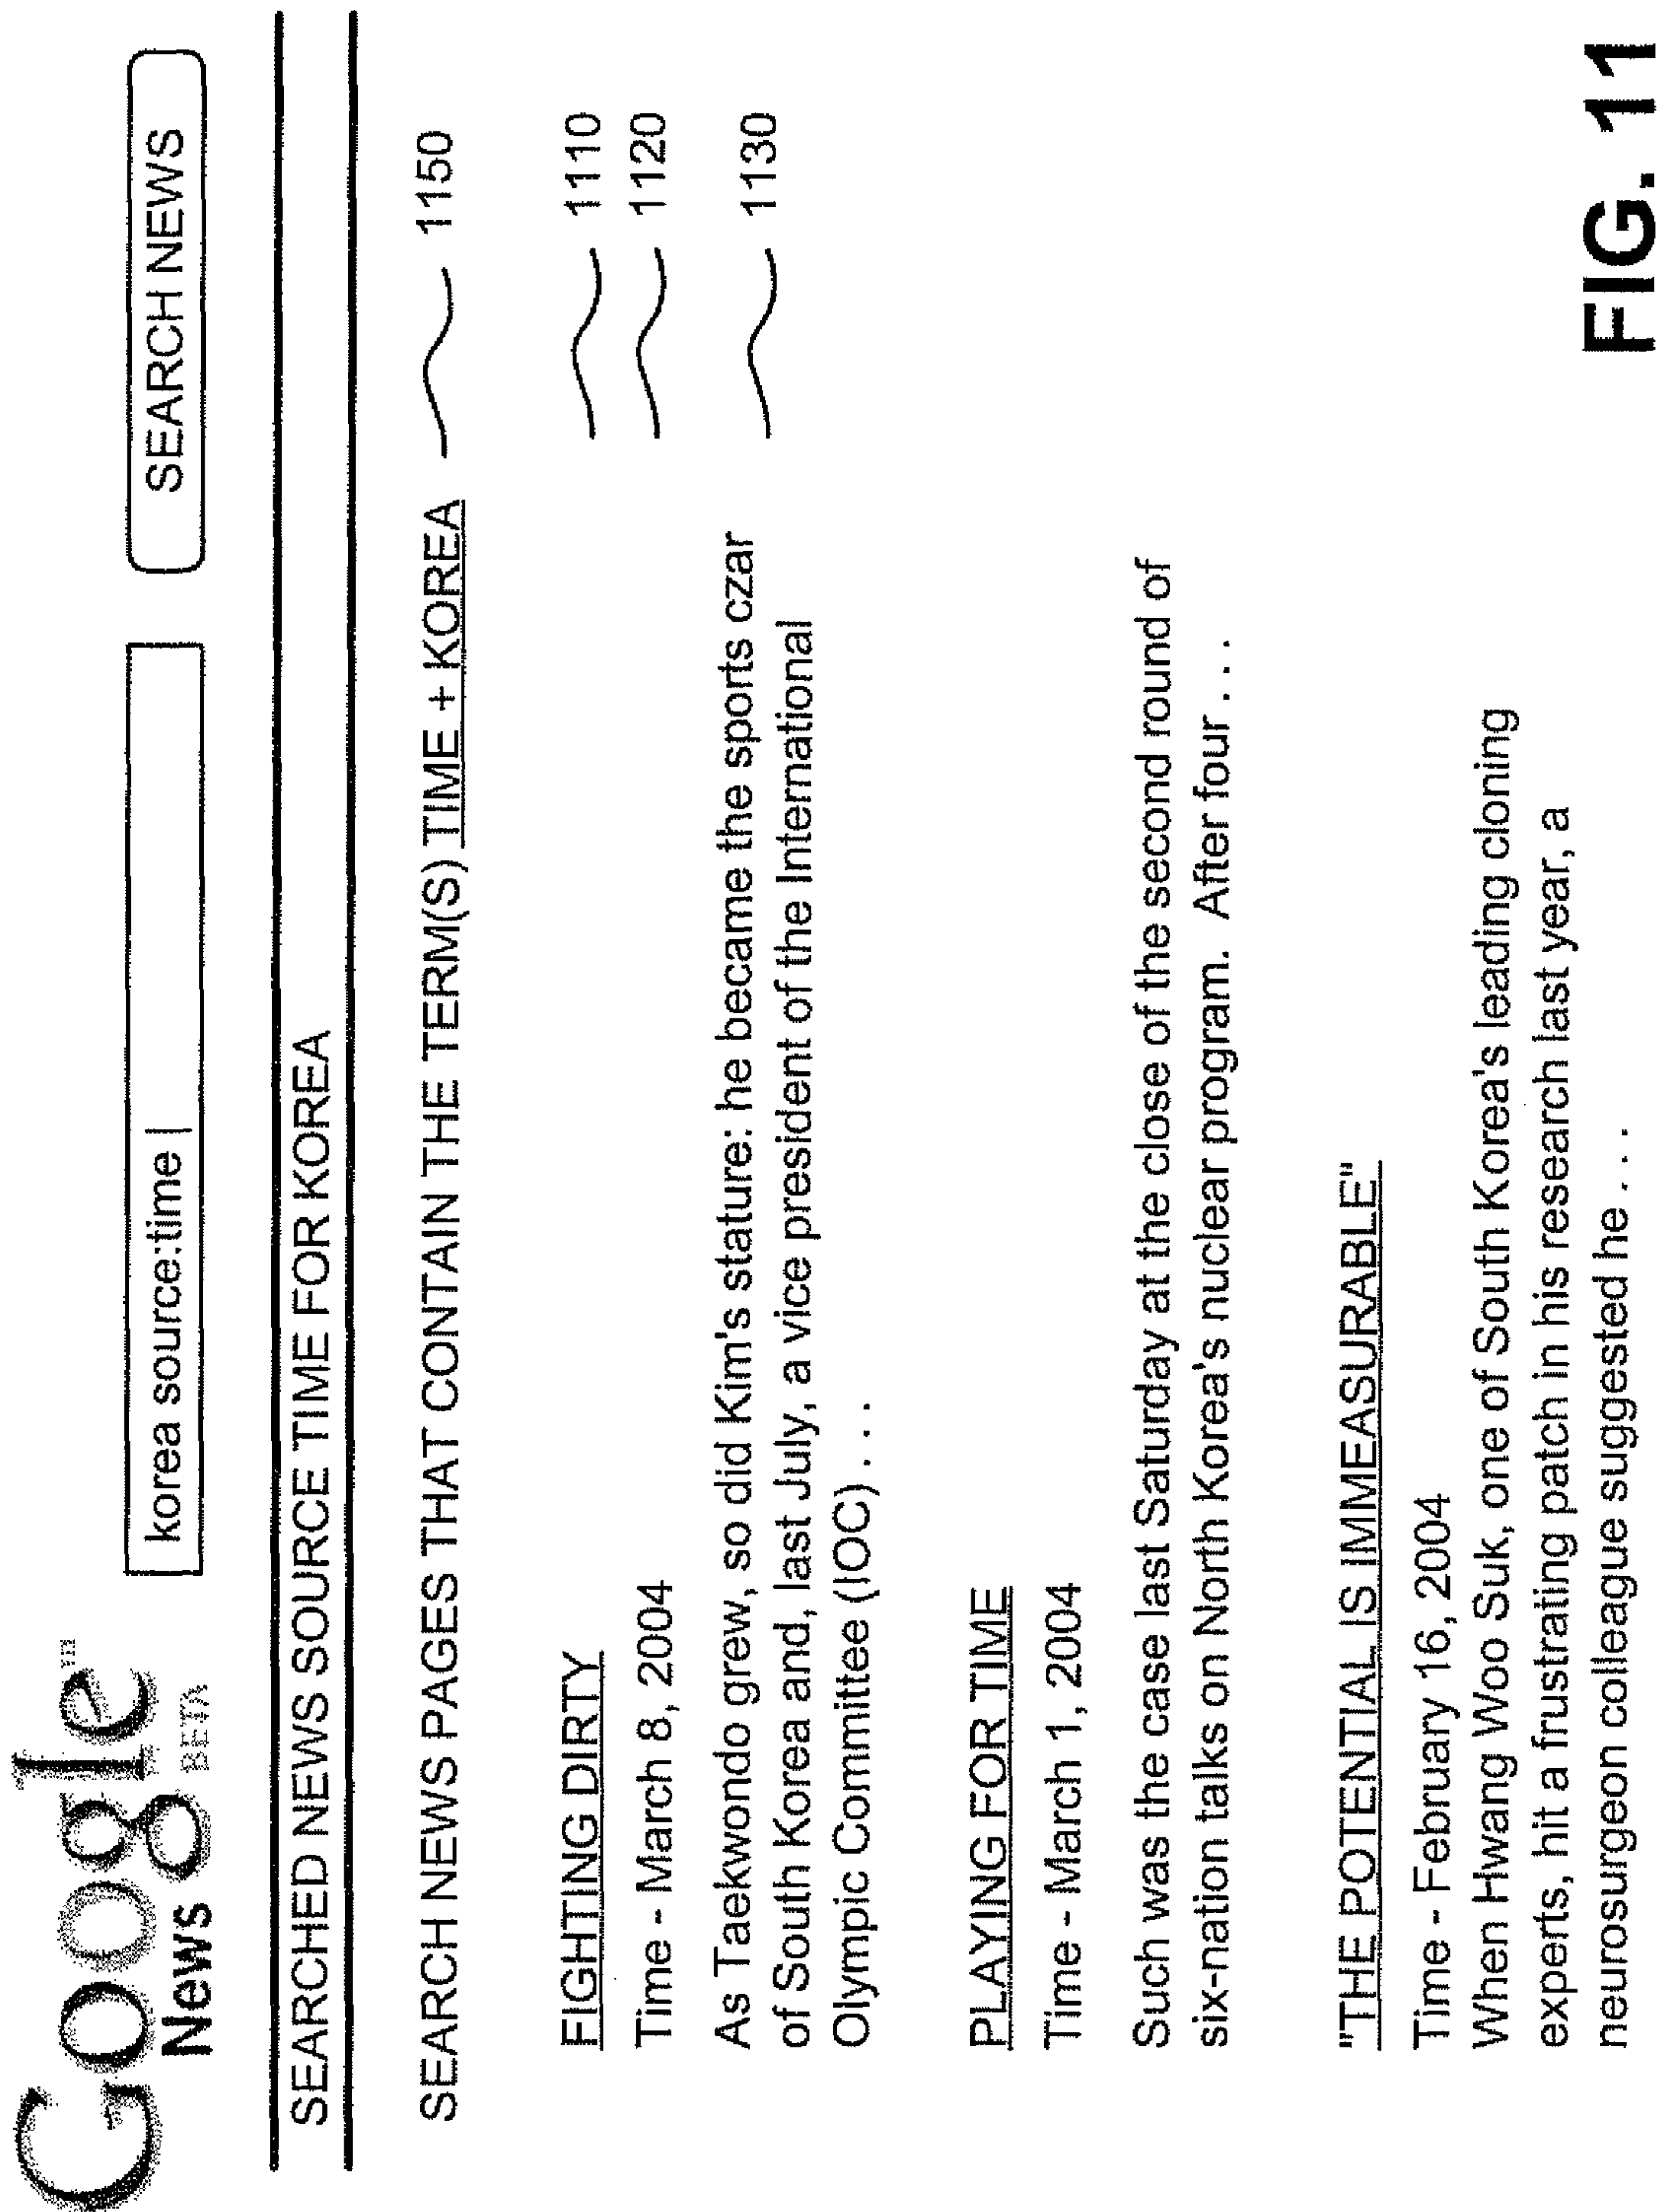 Google™
News BETA
korea source:time |
SEARCH NEWS
SEARCHED NEWS SOURCE TIME FOR KOREA
SEARCH NEWS PAGES THAT CONTAIN THE TERM(S) TIME + KOREA 1150
FIGHTING DIRTY 1110
Time - March 8, 2004 1120
As Taekwondo grew, so did Kim's stature: he became the sports czar 1130
of South Korea and, last July, a vice president of the International
Olympic Committee (IOC) . . .
PLAYING FOR TIME
Time - March 1, 2004
Such was the case last Saturday at the close of the second round of
six-nation talks on North Korea's nuclear program. After four . . .
"THE POTENTIAL IS IMMEASURABLE"
Time - February 16, 2004
When Hwang Woo Suk, one of South Korea's leading cloning
experts, hit a frustrating patch in his research last year, a
neurosurgeon colleague suggested he . . .
FIG. 11